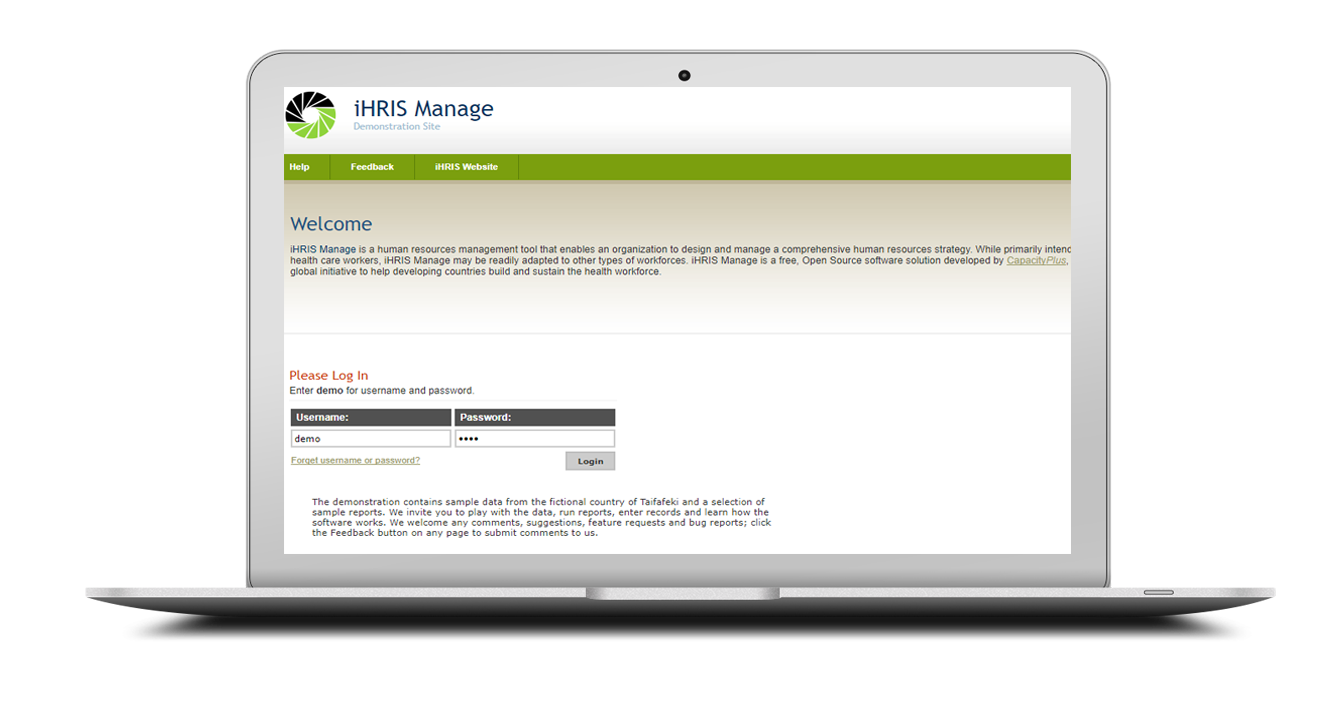 iHRIS Manage
Demonstration Site
Help Feedback iHRIS Website
Welcome
iHRIS Manage is a human resources management tool that enables an organization to design and manage a comprehensive human resources strategy. While primarily intenc
health care workers, iHRIS Manage may be readily adapted to other types of workforces. iHRIS Manage is a free, Open Source software solution developed by CapacityPlus,
global initiative to help developing countries build and sustain the health workforce.
Please Log In
Enter demo for username and password.
Username: Password:
demo ••••
Forget username or password? Login
The demonstration contains sample data from the fictional country of Taifafeki and a selection of
sample reports. We invite you to play with the data, run reports, enter records and learn how the
software works. We welcome any comments, suggestions, feature requests and bug reports; click
the Feedback button on any page to submit comments to us.